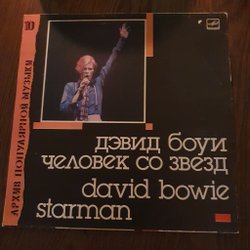 10
АРХИВ ПОПУЛЯРНОЙ МУЗЫКИ
дэвид боуи
человек со звезд
david bowie
starman